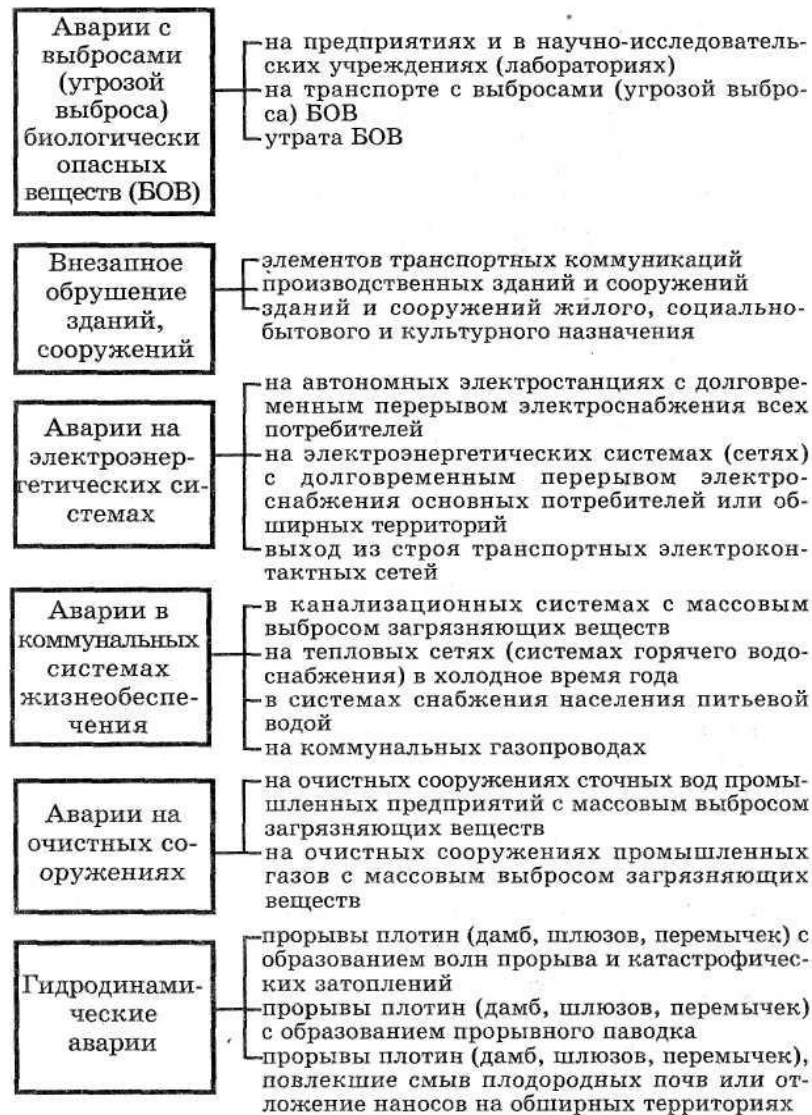 Аварии с
выбросами
(угрозой
выброса)
биологически
опасных
веществ (БОВ)
на предприятиях и в научно-исследователь-
ских учреждениях (лабораториях)
на транспорте с выбросами (угрозой выбро-
са) БОВ
утрата БОВ
Внезапное
обрушение
зданий,
сооружений
элементов транспортных коммуникаций
производственных зданий и сооружений
зданий и сооружений жилого, социально-
бытового и культурного назначения
Аварии на
электроэнер-
гетических си-
стемах
на автономных электростанциях с долговре-
менным перерывом электроснабжения всех
потребителей
на электроэнергетических системах (сетях)
с долговременным перерывом электро-
снабжения основных потребителей или об-
ширных территорий
выход из строя транспортных электрокон-
тактных сетей
Аварии в
коммунальных
системах
жизнеобеспе-
чения
в канализационных системах с массовым
выбросом загрязняющих веществ
на тепловых сетях (системах горячего водо-
снабжения) в холодное время года
в системах снабжения населения питьевой
водой
на коммунальных газопроводах
Аварии на
очистных со-
оружениях
на очистных сооружениях сточных вод промы-
шленных предприятий с массовым выбросом
загрязняющих веществ
на очистных сооружениях промышленных
газов с массовым выбросом загрязняющих
веществ
Гидродинами-
ческие
аварии
прорывы плотин (дамб, шлюзов, перемычек) с
образованием волн прорыва и катастрофичес-
ких затоплений
прорывы плотин (дамб, шлюзов, перемычек)
с образованием прорывного паводка
прорывы плотин (дамб, шлюзов, перемычек),
повлекшие смыв плодородных почв или от-
ложение наносов на обширных территориях